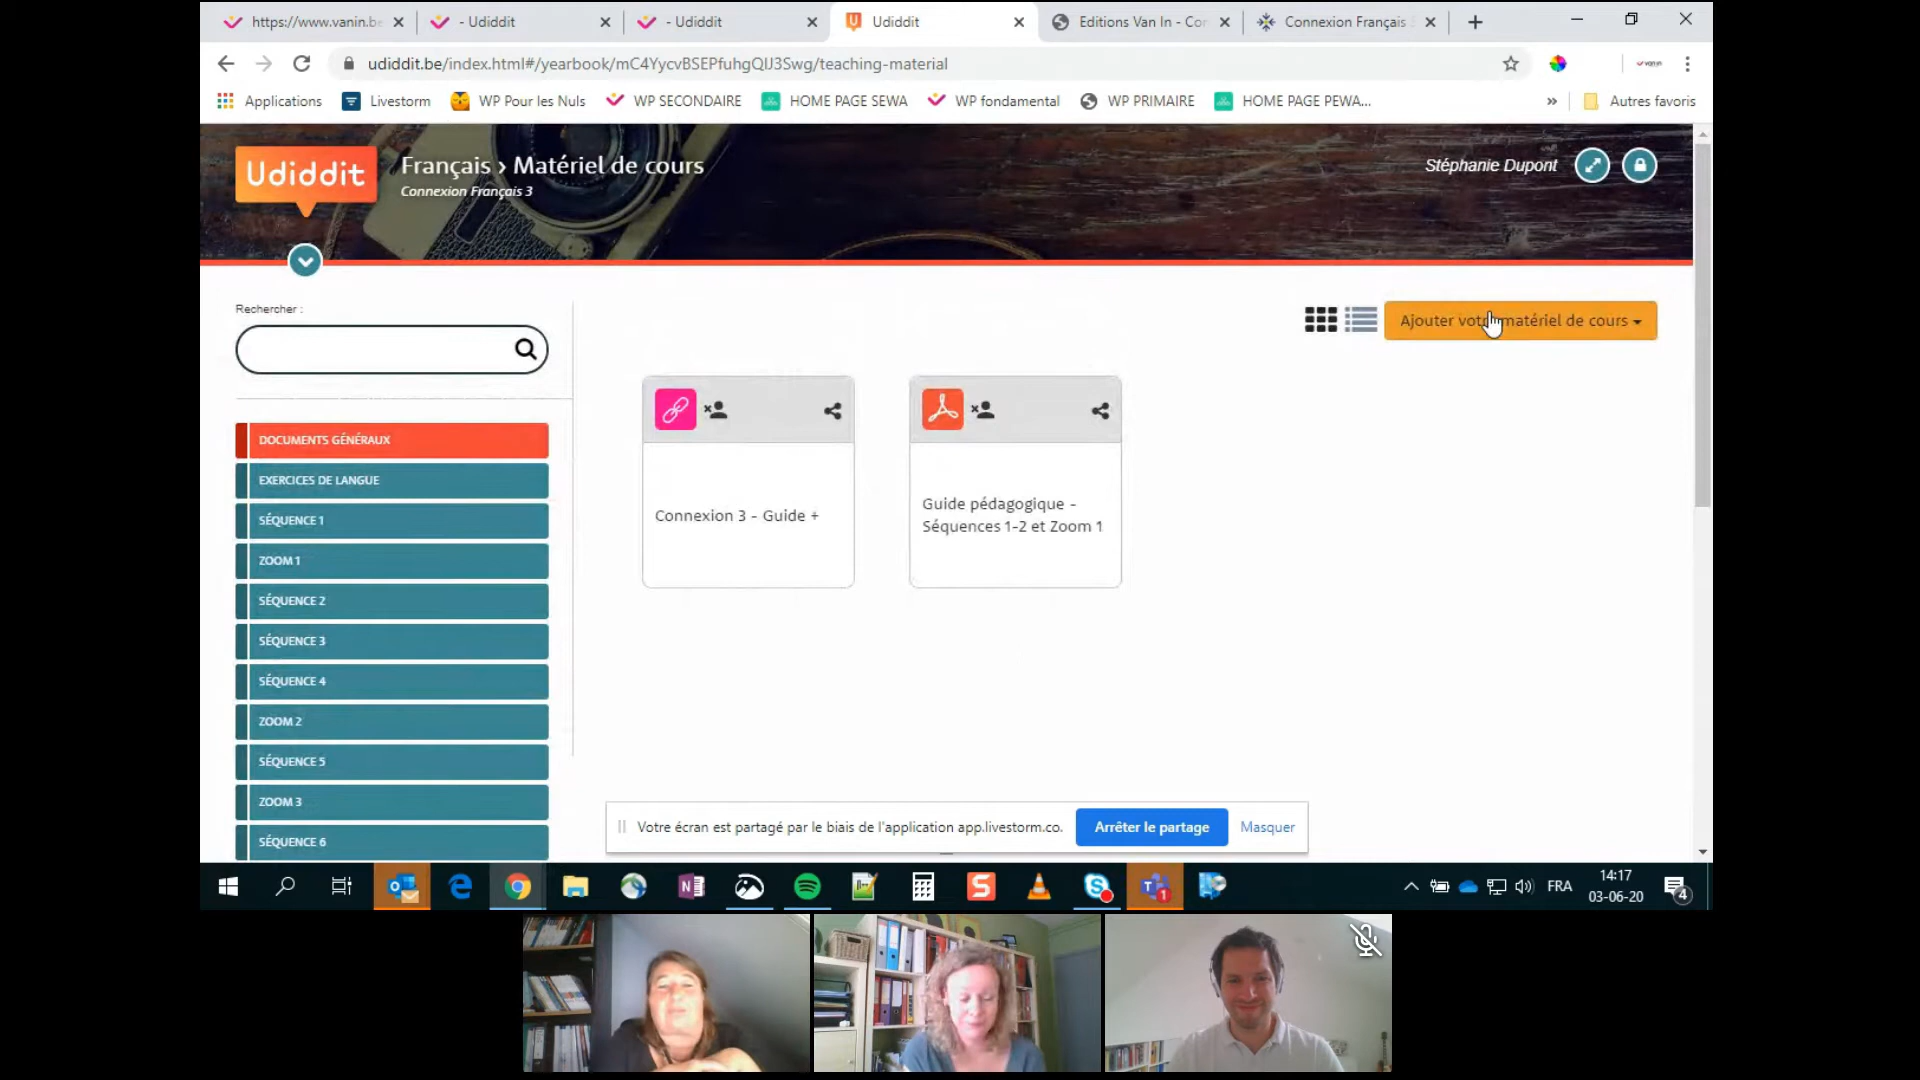 https://www.vanin.be
- Udiddit
- Udiddit
Udiddit
Editions Van In - Co
Connexion Français
udiddit.be/index.html#/yearbook/mC4YycvBSEPfuhgQIJ3Swg/teaching-material
Applications
Livestorm
WP Pour les Nuls
WP SECONDAIRE
HOME PAGE SEWA
WP fondamental
WP PRIMAIRE
HOME PAGE PEWA...
»
Autres favoris
Udiddit
Français › Matériel de cours
Connexion Français 3
Stéphanie Dupont
Rechercher :
Ajouter votre matériel de cours
DOCUMENTS GÉNÉRAUX
EXERCICES DE LANGUE
SÉQUENCE 1
ZOOM 1
SÉQUENCE 2
SÉQUENCE 3
SÉQUENCE 4
ZOOM 2
SÉQUENCE 5
ZOOM 3
SÉQUENCE 6
Connexion 3 - Guide +
Guide pédagogique -
Séquences 1-2 et Zoom 1
Votre écran est partagé par le biais de l'application app.livestorm.co.
Arrêter le partage
Masquer
FRA
14:17
03-06-20
4